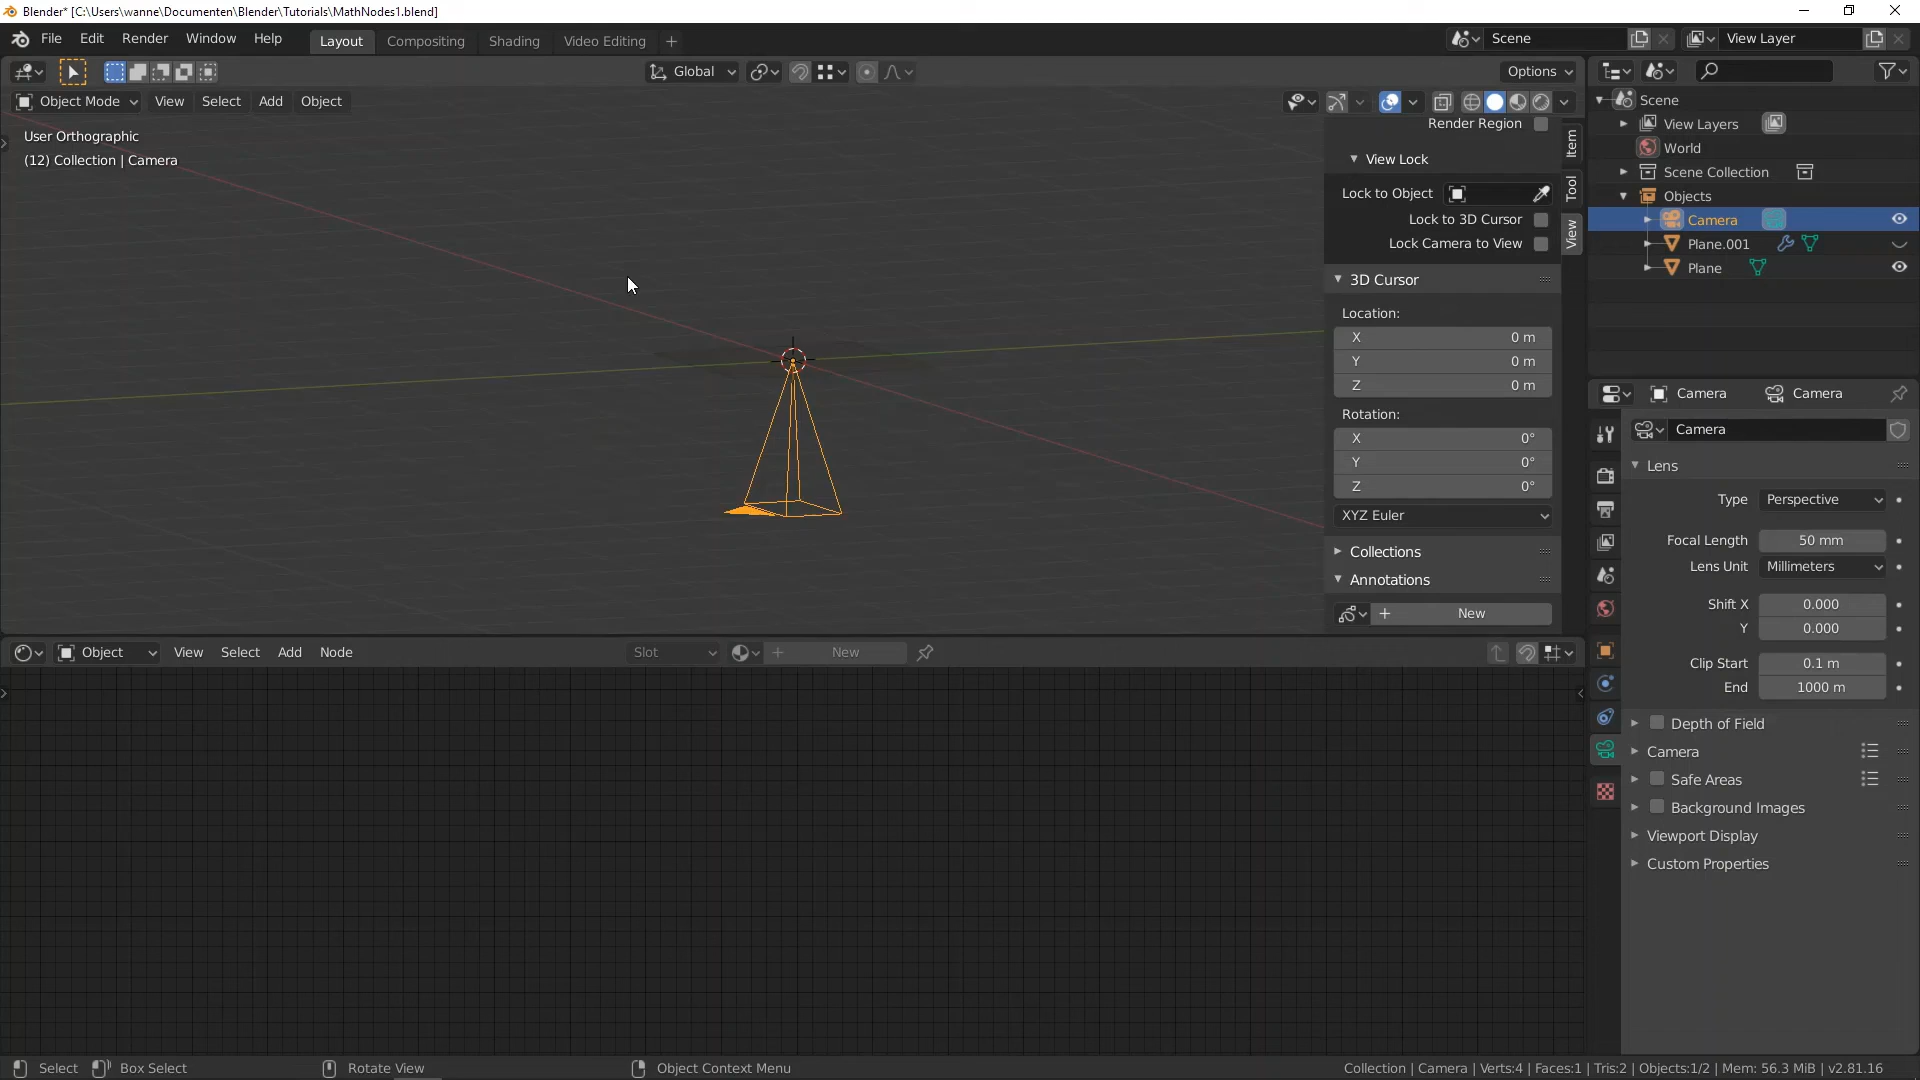 Blender* [C:\Users\wanne\Documenten\Blender\Tutorials\MathNodes1.blend]
File Edit Render Window Help Layout Compositing Shading Video Editing + Scene View Layer
Global Options
Object Mode View Select Add Object
User Orthographic
(12) Collection | Camera
Render Region
View Lock
Lock to Object
Lock to 3D Cursor
Lock Camera to View
3D Cursor
Location:
X 0 m
Y 0 m
Z 0 m
Rotation:
X 0°
Y 0°
Z 0°
XYZ Euler
Collections
Annotations
+ New
Item
Tool
View
Scene
View Layers
World
Scene Collection
Objects
Camera
Plane.001
Plane
Camera Camera
Camera
Lens
Type Perspective
Focal Length 50 mm
Lens Unit Millimeters
Shift X 0.000
Y 0.000
Clip Start 0.1 m
End 1000 m
Depth of Field
Camera
Safe Areas
Background Images
Viewport Display
Custom Properties
Object View Select Add Node Slot + New
Select Box Select Rotate View Object Context Menu Collection | Camera | Verts:4 | Faces:1 | Tris:2 | Objects:1/2 | Mem: 56.3 MiB | v2.81.16